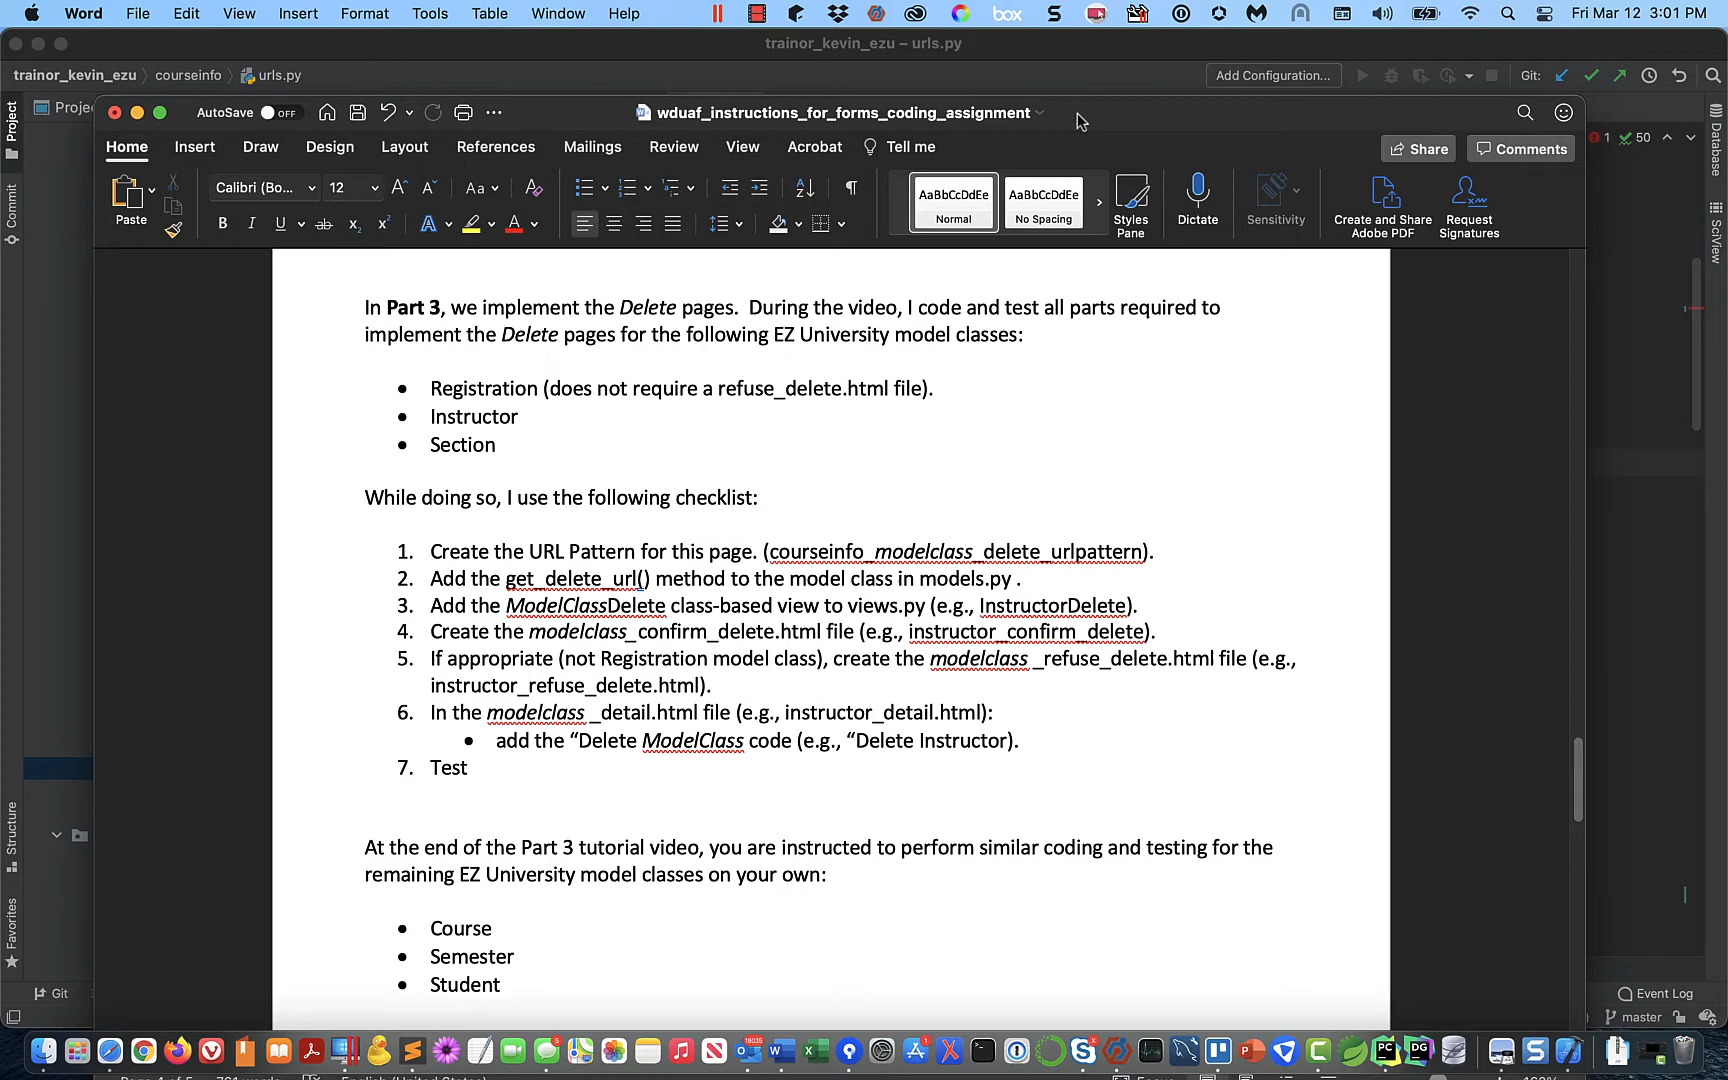 Word File Edit View Insert Format Tools Table Window Help
box
Fri Mar 12 3:01 PM
trainor_kevin_ezu – urls.py
trainor_kevin_ezu courseinfo urls.py
Add Configuration...
Git:
Project
AutoSave OFF
wduaf_instructions_for_forms_coding_assignment
1 50
Home Insert Draw Design Layout References Mailings Review View Acrobat Tell me
Share Comments
Paste
Calibri (Bo... 12
Aa
AaBbCcDdEe
Normal
AaBbCcDdEe
No Spacing
Styles
Pane
Dictate
Sensitivity
Create and Share
Adobe PDF
Request
Signatures
Project
Commit
Structure
Favorites
Database
SciView
In Part 3, we implement the Delete pages. During the video, I code and test all parts required to
implement the Delete pages for the following EZ University model classes:
• Registration (does not require a refuse_delete.html file).
• Instructor
• Section
While doing so, I use the following checklist:
1. Create the URL Pattern for this page. (courseinfo_modelclass_delete_urlpattern).
2. Add the get_delete_url() method to the model class in models.py .
3. Add the ModelClassDelete class-based view to views.py (e.g., InstructorDelete).
4. Create the modelclass_confirm_delete.html file (e.g., instructor_confirm_delete).
5. If appropriate (not Registration model class), create the modelclass _refuse_delete.html file (e.g.,
instructor_refuse_delete.html).
6. In the modelclass _detail.html file (e.g., instructor_detail.html):
• add the “Delete ModelClass code (e.g., “Delete Instructor).
7. Test
At the end of the Part 3 tutorial video, you are instructed to perform similar coding and testing for the
remaining EZ University model classes on your own:
• Course
• Semester
• Student
Git
Event Log
master
18035